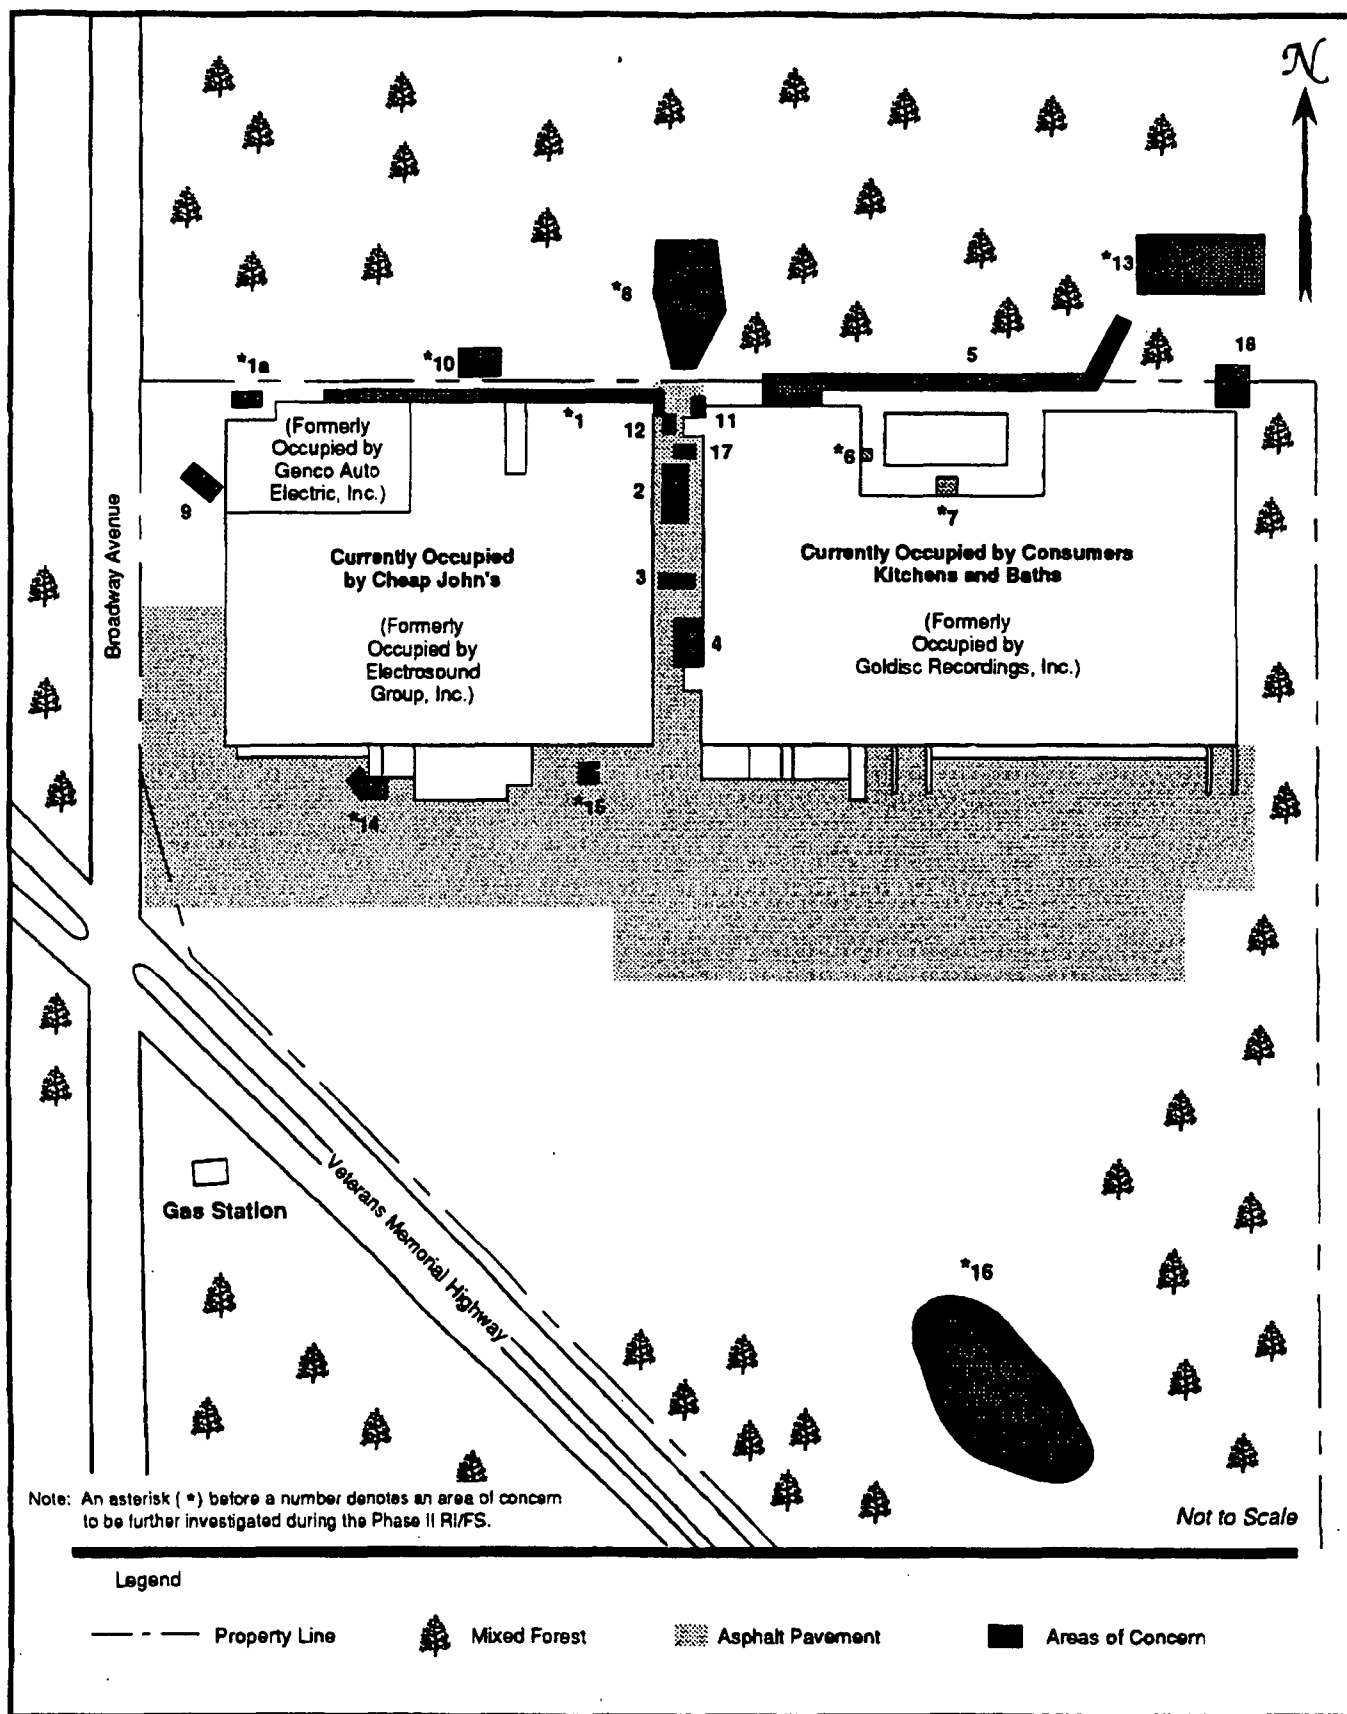 N
*13
*8
18
5
*1a
*10
*1
11
12
17
(Formerly
Occupied by
Genco Auto
Electric, Inc.)
*6
2
*7
9
Broadway Avenue
Currently Occupied
by Cheap John's
Currently Occupied by Consumers
Kitchens and Baths
3
(Formerly
Occupied by
Electrosound
Group, Inc.)
4
(Formerly
Occupied by
Goldisc Recordings, Inc.)
*14
*15
Gas Station
Veterans Memorial Highway
*16
Note: An asterisk (*) before a number denotes an area of concern
to be further investigated during the Phase II RI/FS.
Not to Scale
Legend
Property Line
Mixed Forest
Asphalt Pavement
Areas of Concern